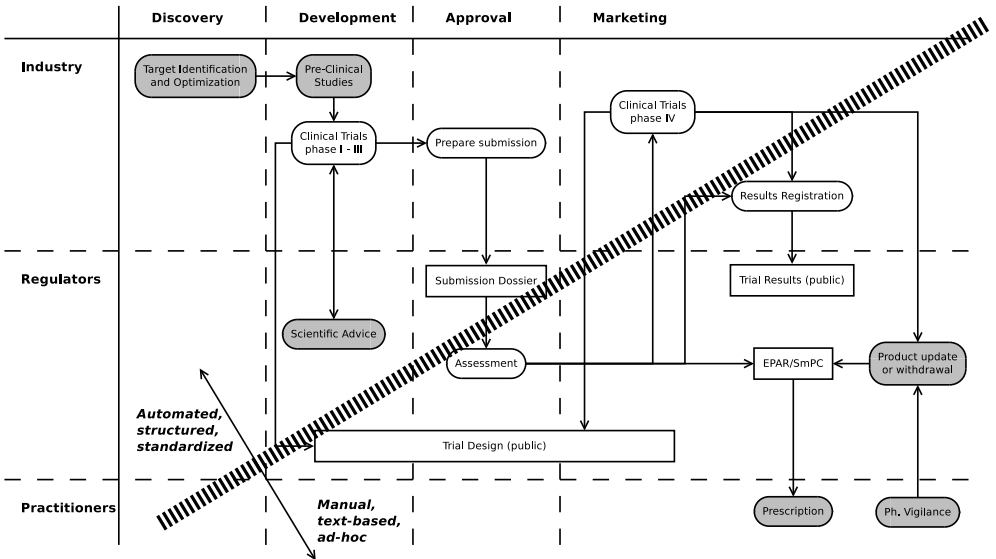 Discovery
Development
Approval
Marketing
Industry
Target Identification
and Optimization
Pre-Clinical
Studies
Clinical Trials
phase I - III
Prepare submission
Clinical Trials
phase IV
Results Registration
Regulators
Submission Dossier
Trial Results (public)
Scientific Advice
Assessment
EPAR/SmPC
Product update
or withdrawal
Automated,
structured,
standardized
Trial Design (public)
Practitioners
Manual,
text-based,
ad-hoc
Prescription
Ph. Vigilance